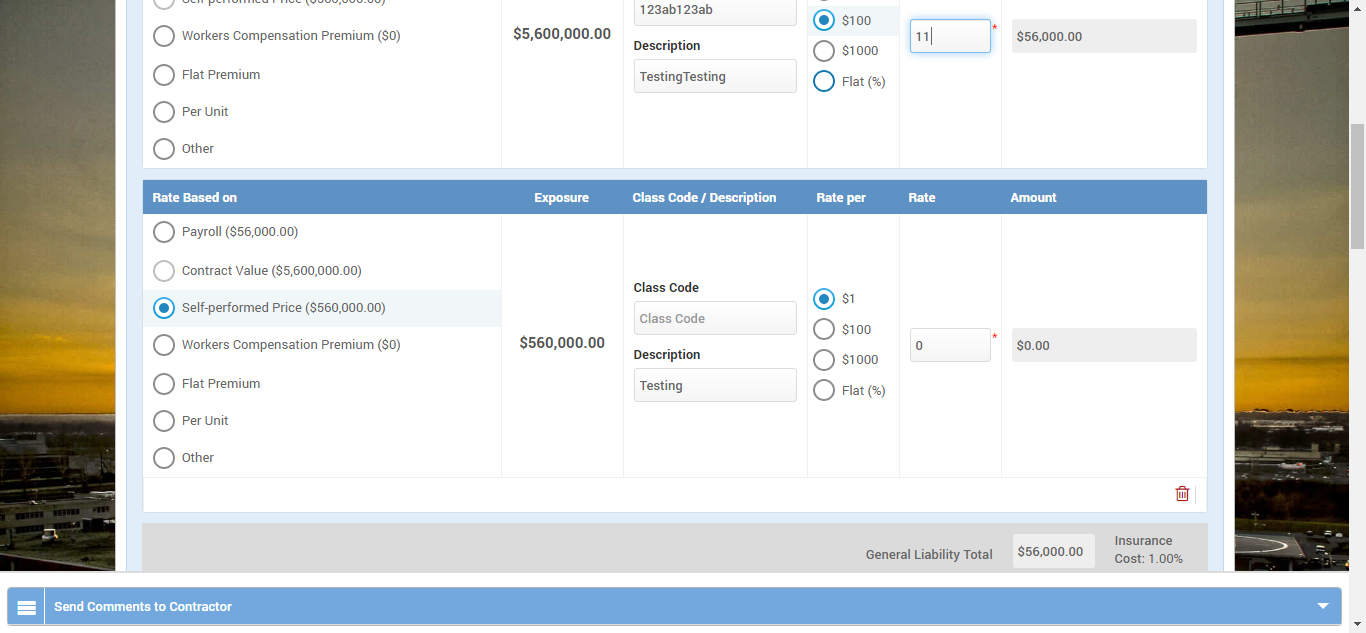 Self-performed Price ($560,000.00)
Workers Compensation Premium ($0)
Flat Premium
Per Unit
Other
$5,600,000.00
123ab123ab
Description
TestingTesting
$100
$1000
Flat (%)
11
*
$56,000.00
Rate Based on Exposure Class Code / Description Rate per Rate Amount
Payroll ($56,000.00)
Contract Value ($5,600,000.00)
Self-performed Price ($560,000.00)
Workers Compensation Premium ($0)
Flat Premium
Per Unit
Other
$560,000.00
Class Code
Class Code
Description
Testing
$1
$100
$1000
Flat (%)
0
*
$0.00
General Liability Total $56,000.00
Insurance
Cost: 1.00%
Send Comments to Contractor